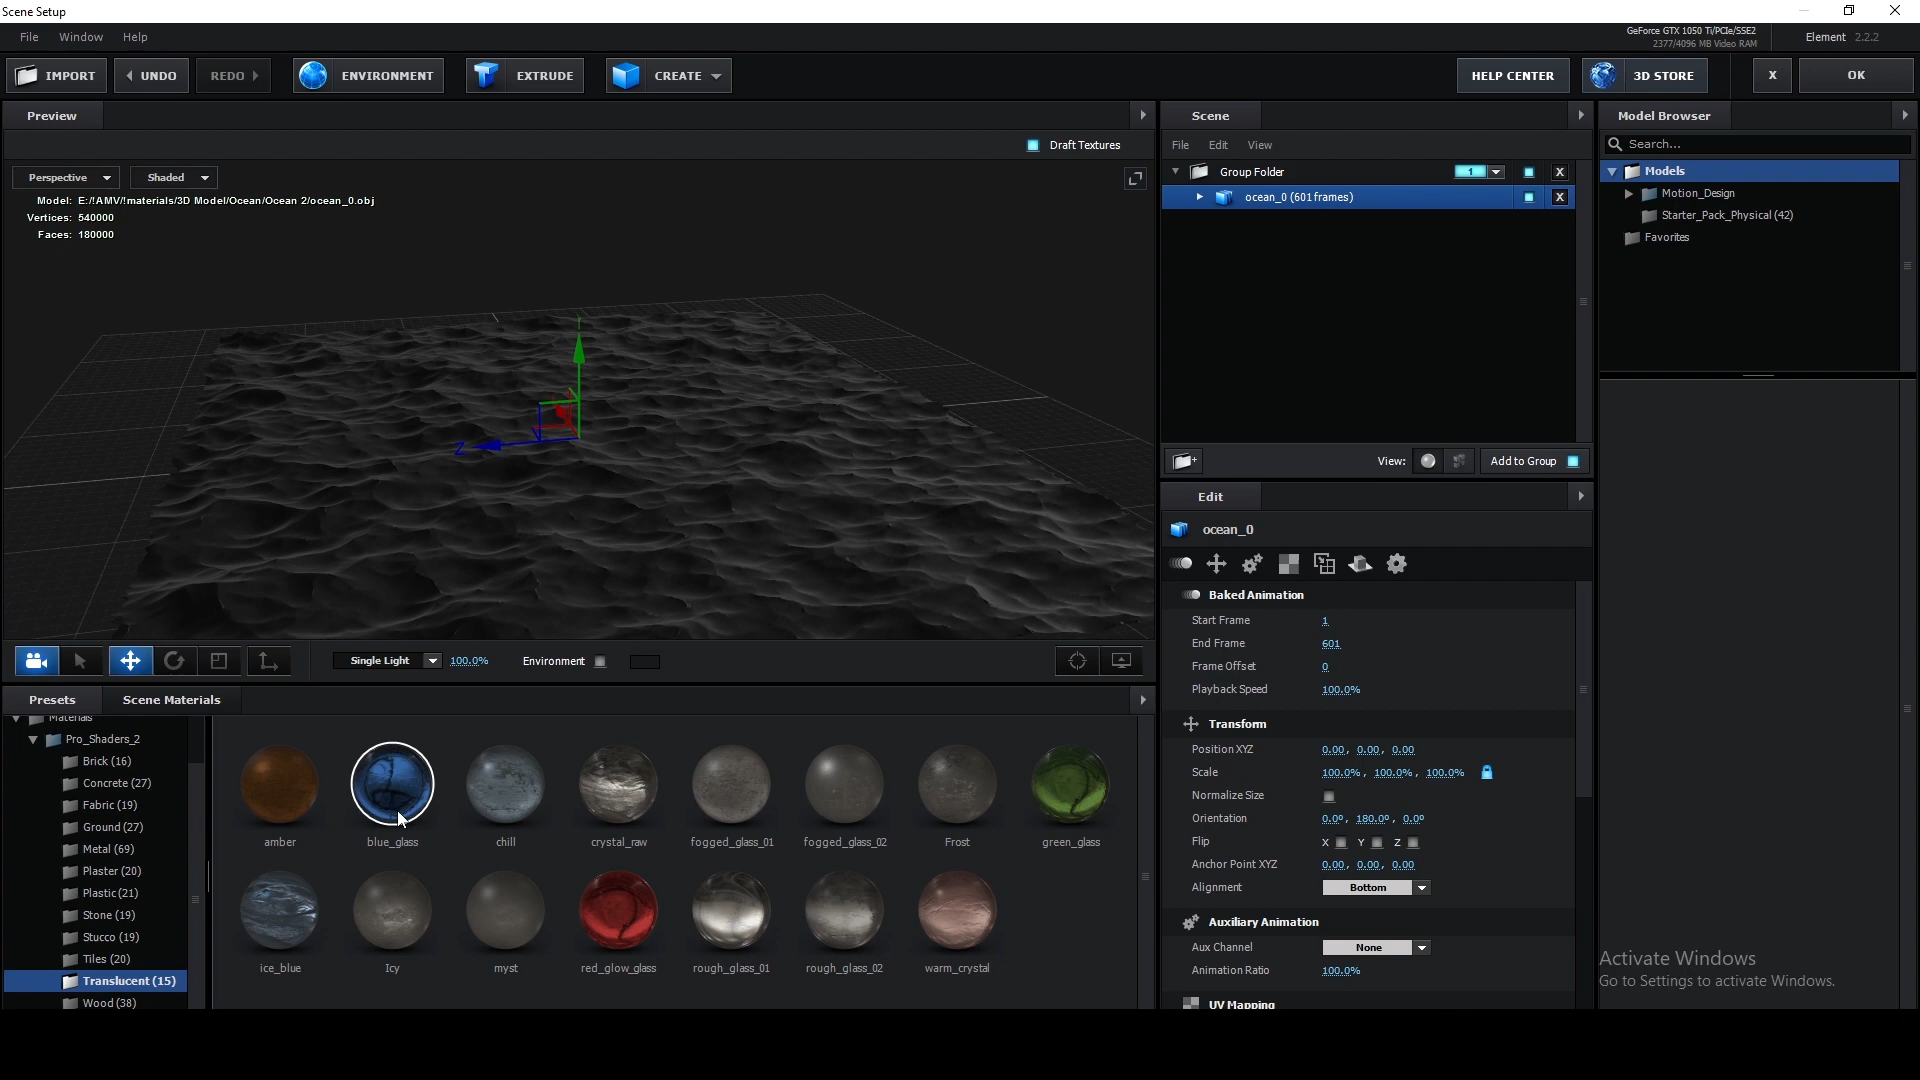 Scene Setup
File Window Help
GeForce GTX 1050 Ti/PCIe/SSE2
2377/4096 MB Video RAM
Element 2.2.2
IMPORT UNDO REDO ENVIRONMENT EXTRUDE CREATE HELP CENTER 3D STORE X OK
Preview
Draft Textures
Perspective Shaded
Model: E:/!AMV/!materials/3D Model/Ocean/Ocean 2/ocean_0.obj
Vertices: 540000
Faces: 180000
Y
Z
Single Light 100.0% Environment
Presets Scene Materials
Materials
Pro_Shaders_2
Brick (16)
Concrete (27)
Fabric (19)
Ground (27)
Metal (69)
Plaster (20)
Plastic (21)
Stone (19)
Stucco (19)
Tiles (20)
Translucent (15)
Wood (38)
amber blue_glass chill crystal_raw fogged_glass_01 fogged_glass_02 Frost green_glass
ice_blue Icy myst red_glow_glass rough_glass_01 rough_glass_02 warm_crystal
Scene
File Edit View
Group Folder 1 X
ocean_0 (601 frames) X
View: Add to Group
Edit
ocean_0
Baked Animation
Start Frame 1
End Frame 601
Frame Offset 0
Playback Speed 100.0%
Transform
Position XYZ 0.00, 0.00, 0.00
Scale 100.0%, 100.0%, 100.0%
Normalize Size
Orientation 0.0º, 180.0º, 0.0º
Flip X Y Z
Anchor Point XYZ 0.00, 0.00, 0.00
Alignment Bottom
Auxiliary Animation
Aux Channel None
Animation Ratio 100.0%
UV Mapping
Model Browser
Search...
Models
Motion_Design
Starter_Pack_Physical (42)
Favorites
Activate Windows
Go to Settings to activate Windows.